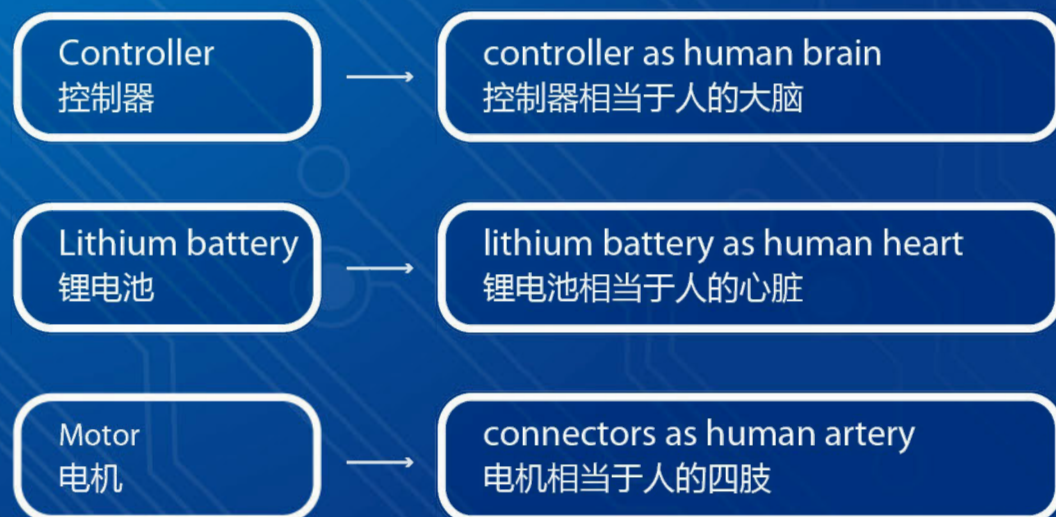 Controller
控制器
controller as human brain
控制器相当于人的大脑
Lithium battery
锂电池
lithium battery as human heart
锂电池相当于人的心脏
Motor
电机
connectors as human artery
电机相当于人的四肢